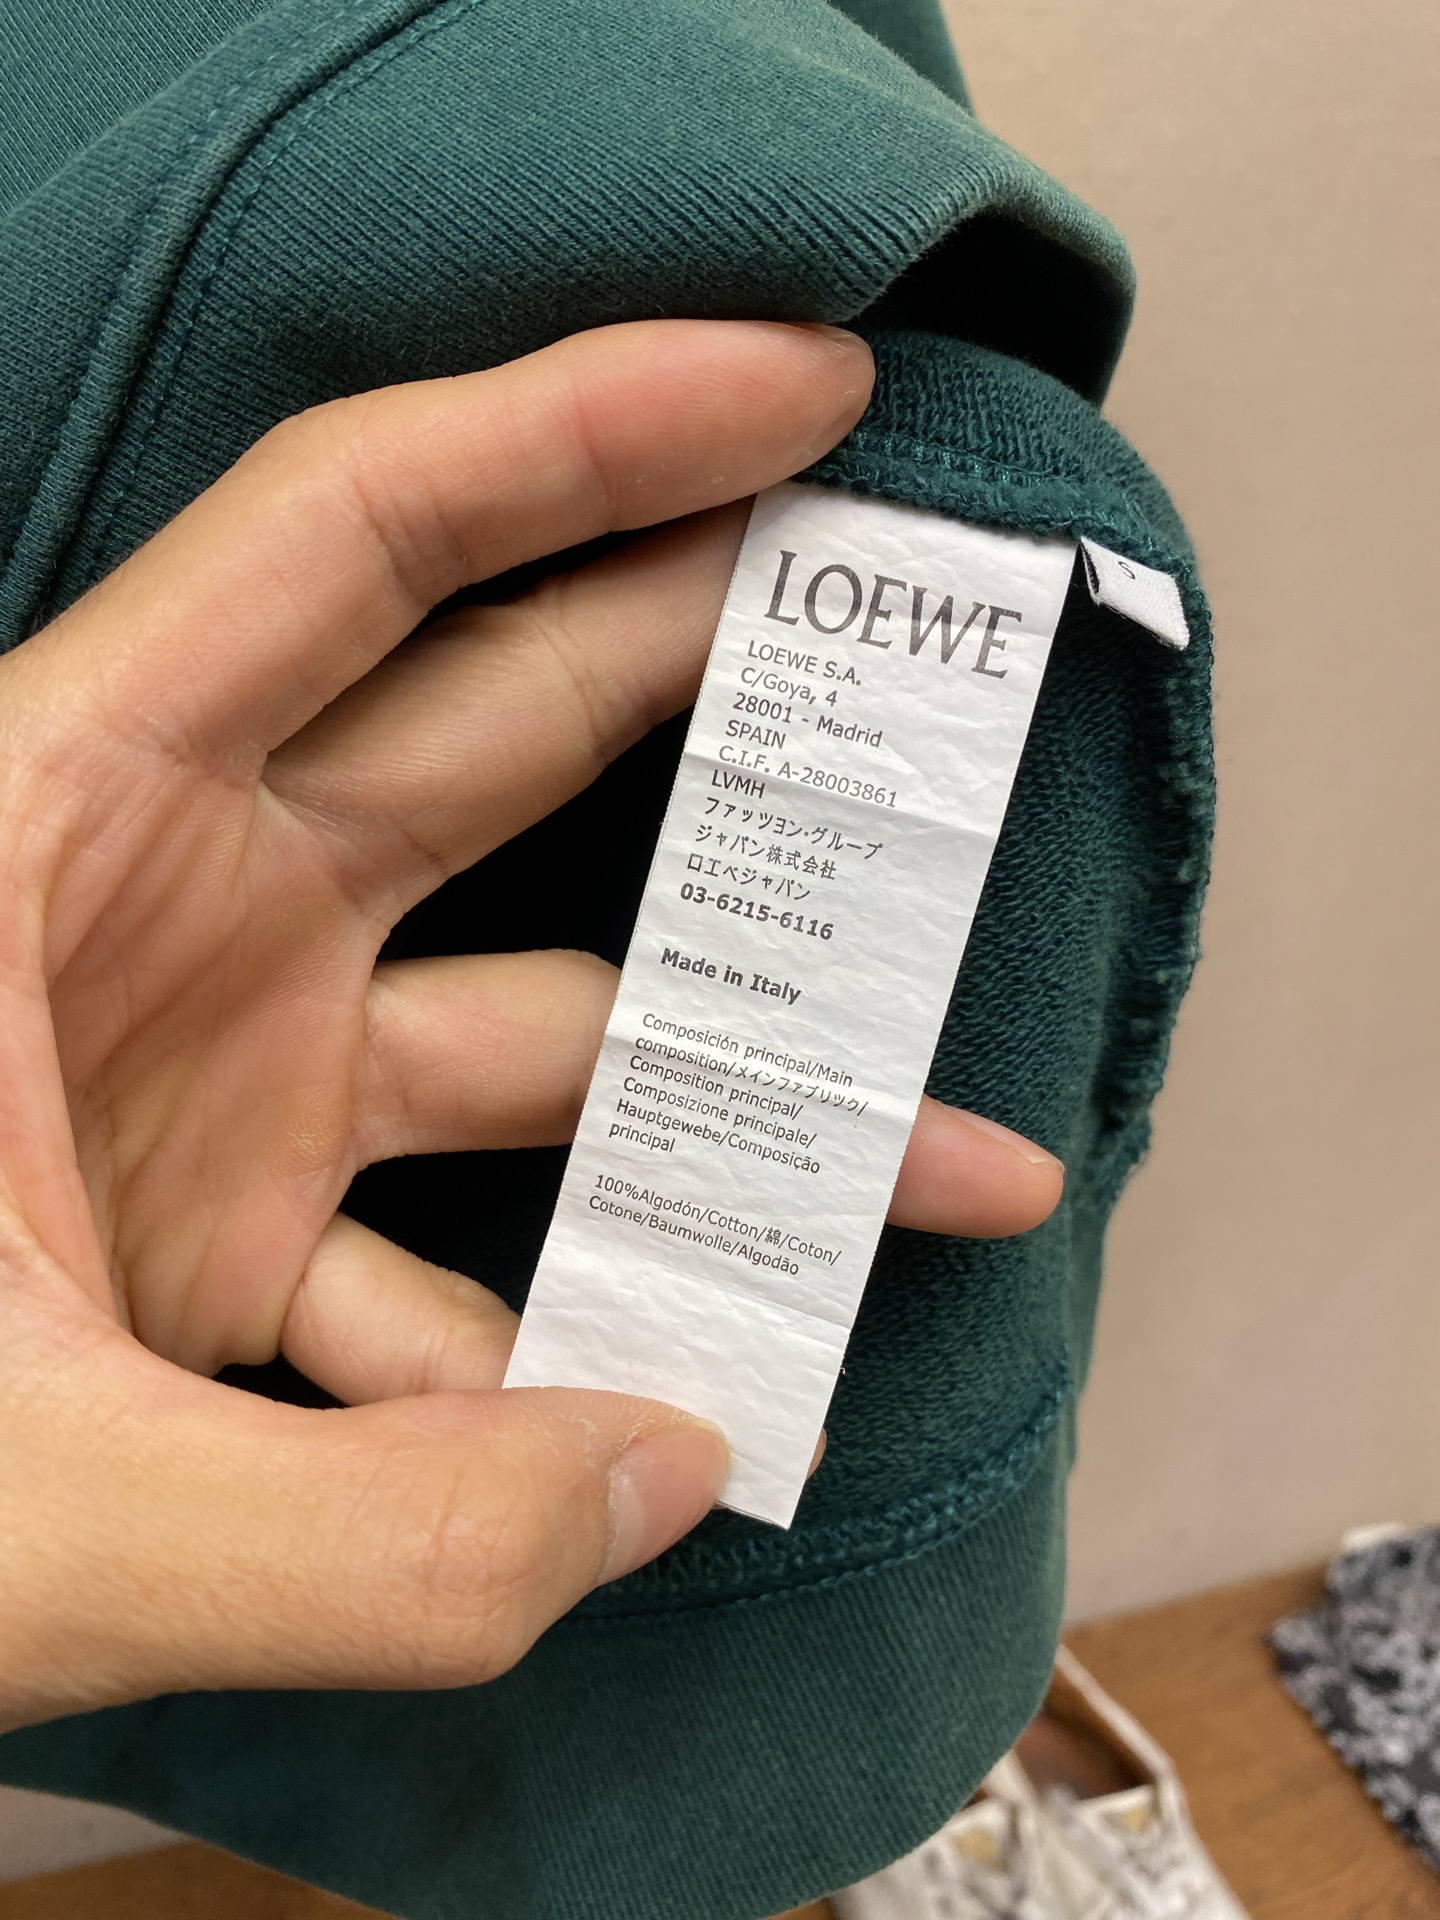 LOEWE
S
LOEWE S.A.
C/Goya, 4
28001 - Madrid
SPAIN
C.I.F. A-28003861
LVMH
ファッツヨン・グループ
ジャパン株式会社
ロエベジャパン
03-6215-6116
Made in Italy
Composición principal/Main
composition/メインファブリツク/
Composition principal/
Composizione principale/
Hauptgewebe/Composição
principal
100%Algodón/Cotton/綿/Coton/
Cotone/Baumwolle/Algodão